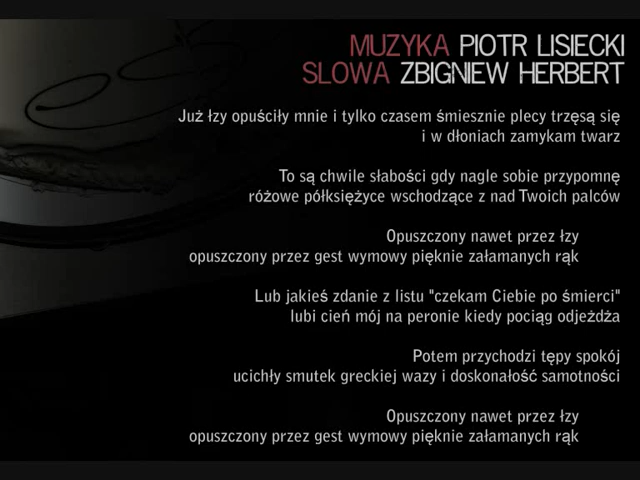 MUZYKA PIOTR LISIECKI
SLOWA ZBIGNIEW HERBERT
Już łzy opuściły mnie i tylko czasem śmiesznie plecy trzęsą się
i w dłoniach zamykam twarz
To są chwile słabości gdy nagle sobie przypomnę
różowe półksiężyce wschodzące z nad Twoich palców
Opuszczony nawet przez łzy
opuszczony przez gest wymowy pięknie załamanych rąk
Lub jakieś zdanie z listu "czekam Ciebie po śmierci"
lubi cień mój na peronie kiedy pociąg odjeżdża
Potem przychodzi tępy spokój
ucichły smutek greckiej wazy i doskonałość samotności
Opuszczony nawet przez łzy
opuszczony przez gest wymowy pięknie załamanych rąk